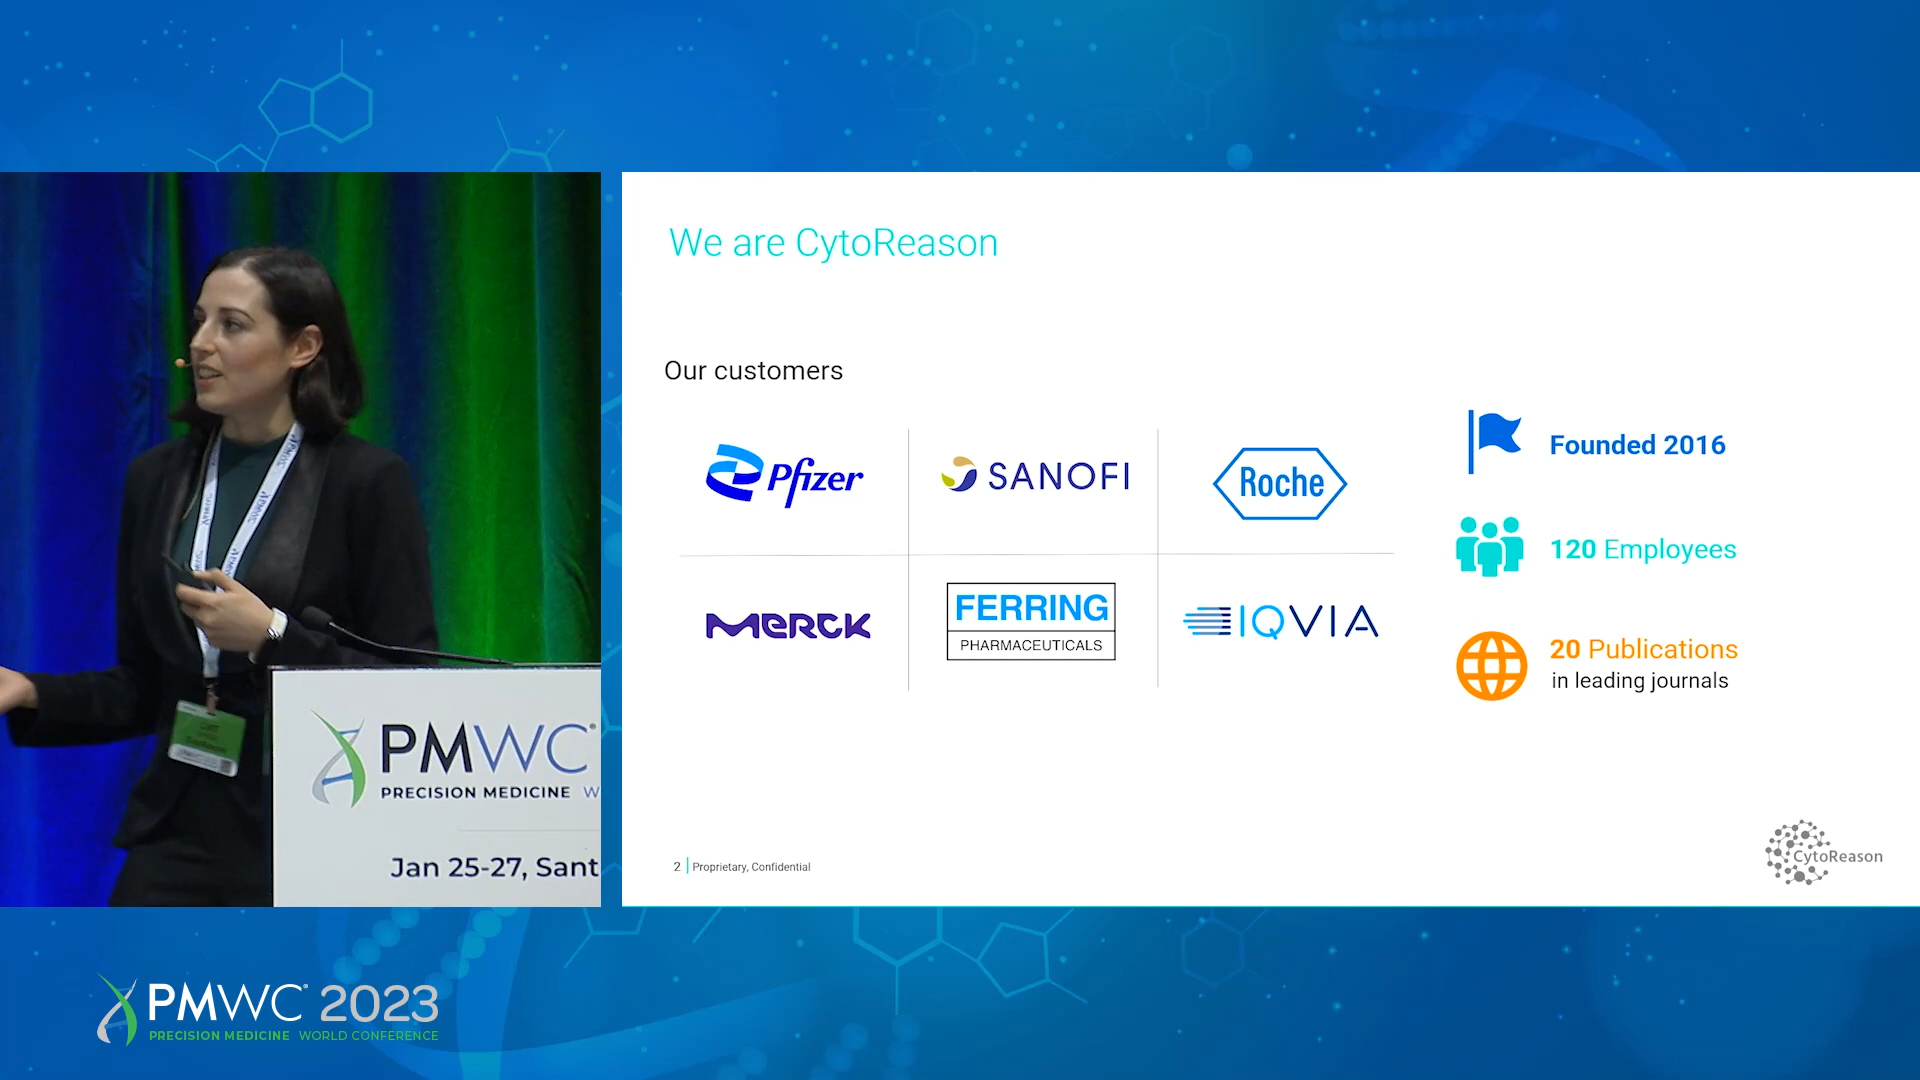 We are CytoReason
Our customers
Pfizer
SANOFI
Roche
MERCK
FERRING
PHARMACEUTICALS
IQVIA
Founded 2016
120 Employees
20 Publications
in leading journals
2 Proprietary, Confidential
CytoReason
PMWC
PRECISION MEDICINE W
Jan 25-27, Sant
PMWC 2023
PRECISION MEDICINE WORLD CONFERENCE